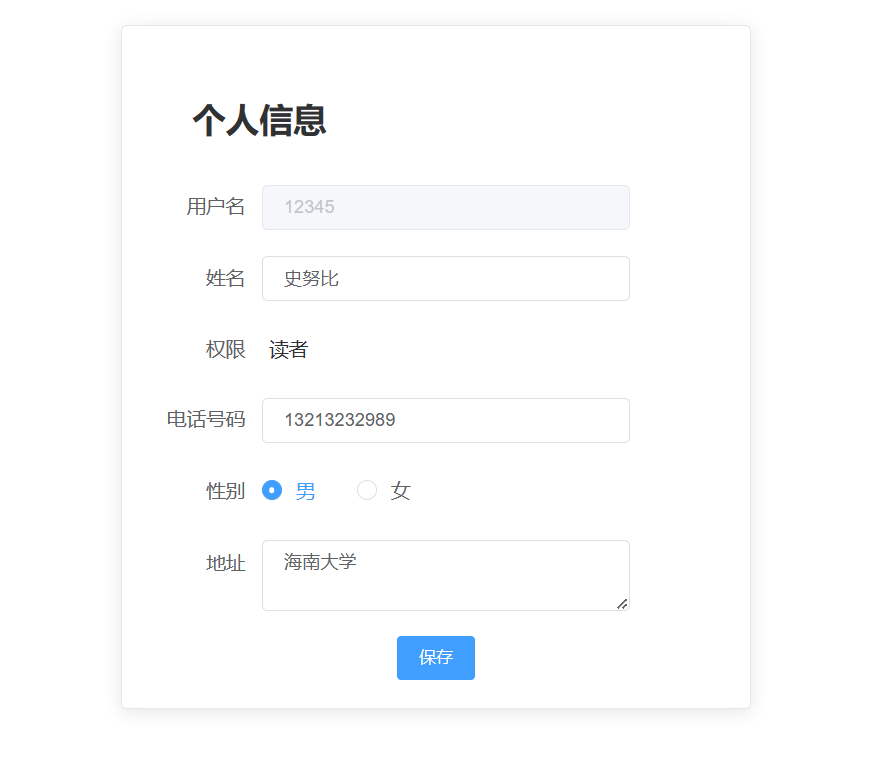 个人信息
用户名 12345
姓名 史努比
权限 读者
电话号码 13213232989
性别 男 女
地址 海南大学
保存